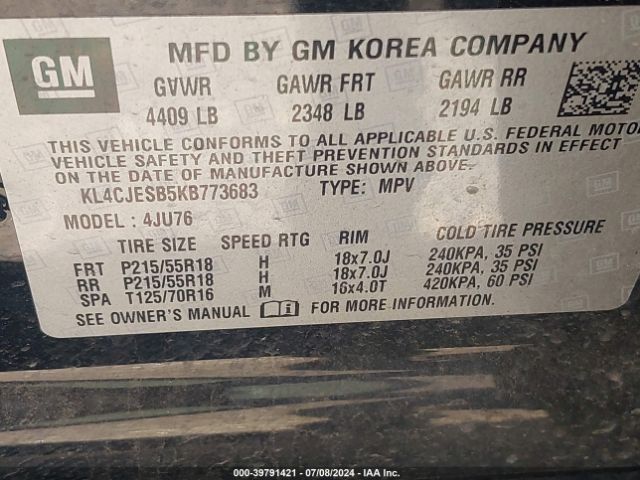 GM
MFD BY GM KOREA COMPANY
GVWR GAWR FRT GAWR RR
4409 LB 2348 LB 2194 LB
THIS VEHICLE CONFORMS TO ALL APPLICABLE U.S. FEDERAL MOTOR
VEHICLE SAFETY AND THEFT PREVENTION STANDARDS IN EFFECT
ON THE DATE OF MANUFACTURE SHOWN ABOVE.
KL4CJESB5KB773683 TYPE: MPV
MODEL : 4JU76
TIRE SIZE SPEED RTG RIM COLD TIRE PRESSURE
FRT P215/55R18 H 18x7.0J 240KPA, 35 PSI
RR P215/55R18 H 18x7.0J 240KPA, 35 PSI
SPA T125/70R16 M 16x4.0T 420KPA, 60 PSI
SEE OWNER'S MANUAL FOR MORE INFORMATION.
000-39791421 - 07/08/2024 - IAA Inc.